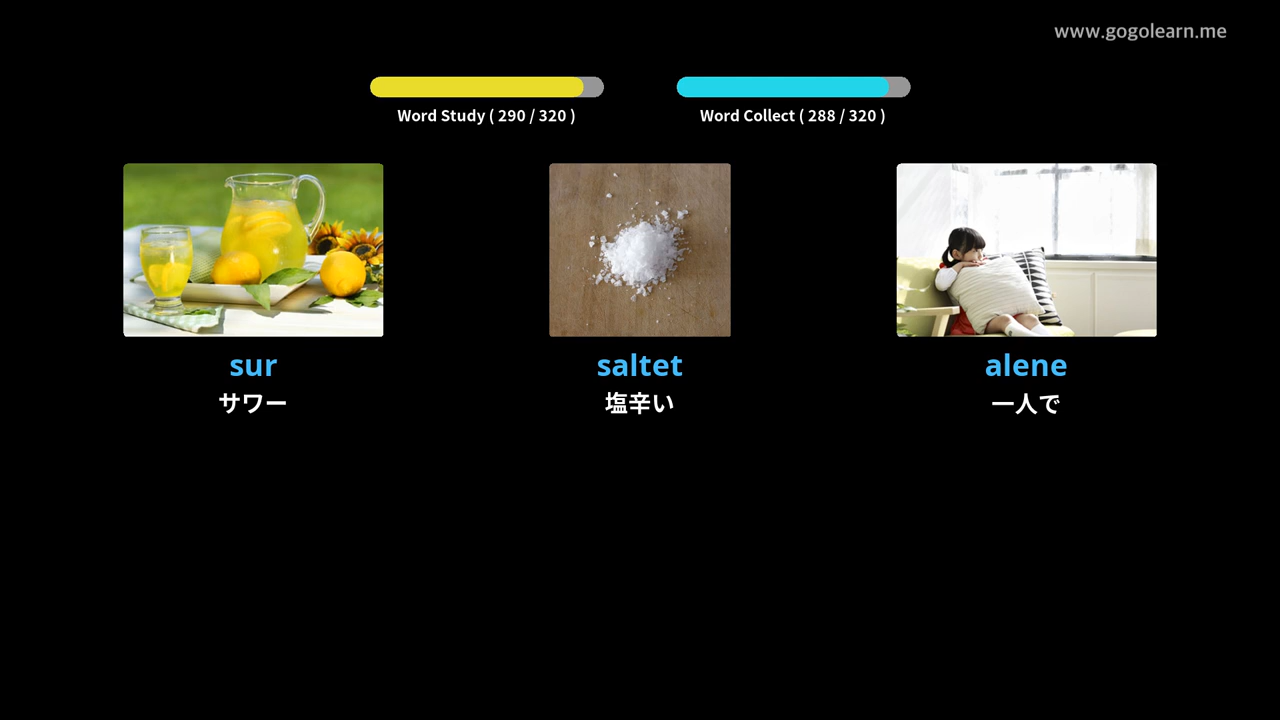 www.gogolearn.me
Word Study ( 290 / 320 )
Word Collect ( 288 / 320 )
sur
サワー
saltet
塩辛い
alene
一人で